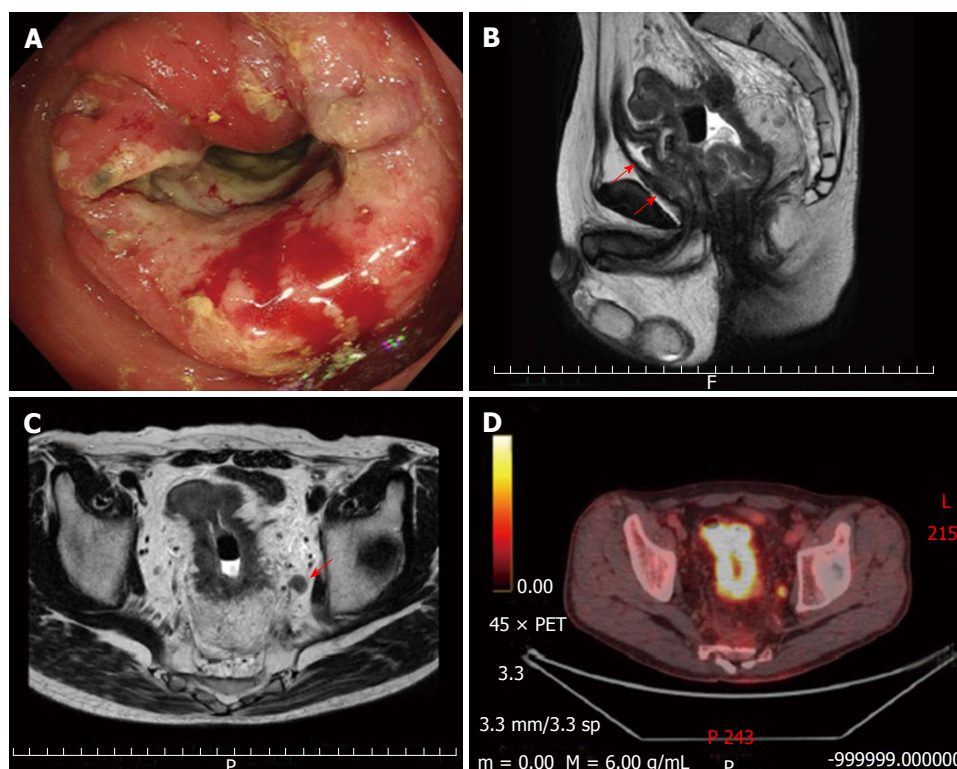 A
B
F
C
P
D
0.00
L
215
45 × PET
3.3
3.3 mm/3.3 sp
P 243
m = 0.00 M = 6.00 g/mL
P
-999999.000000